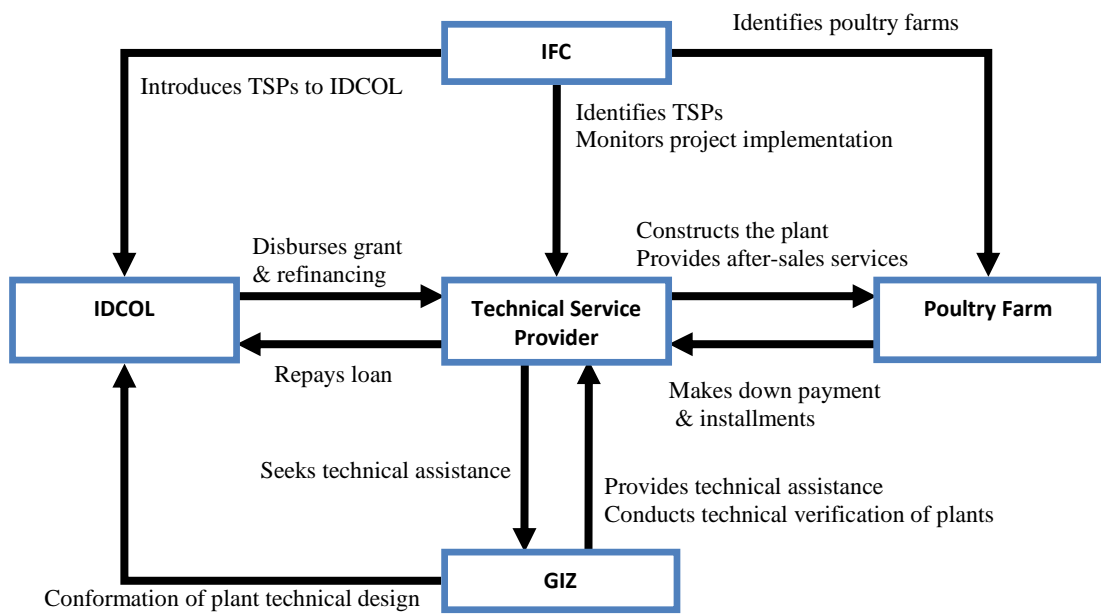 Identifies poultry farms
IFC
Introduces TSPs to IDCOL
Identifies TSPs
Monitors project implementation
Disburses grant
& refinancing
Constructs the plant
Provides after-sales services
IDCOL
Technical Service
Provider
Poultry Farm
Repays loan
Makes down payment
& installments
Seeks technical assistance
Provides technical assistance
Conducts technical verification of plants
GIZ
Conformation of plant technical design